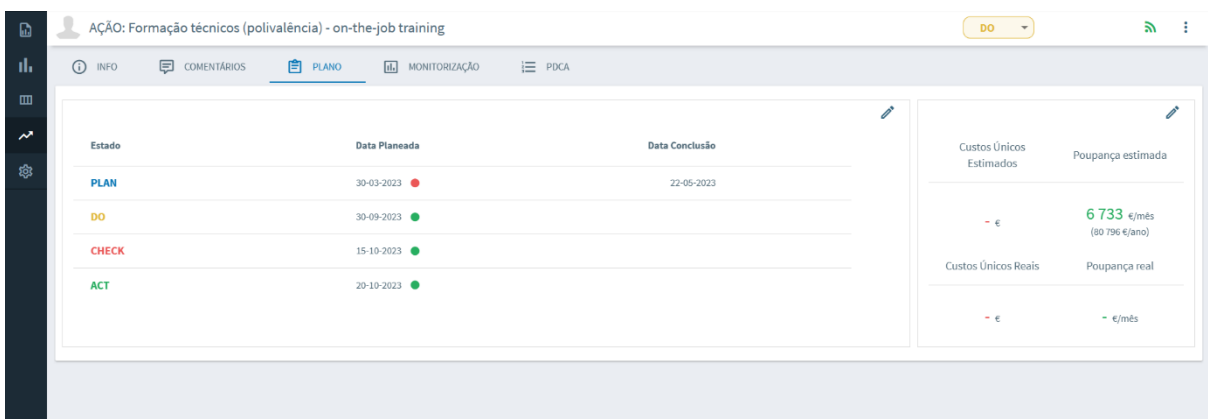 AÇÃO: Formação técnicos (polivalência) - on-the-job training
DO
INFO COMENTÁRIOS PLANO MONITORIZAÇÃO PDCA
Estado Data Planeada Data Conclusão
PLAN 30-03-2023 22-05-2023
DO 30-09-2023
CHECK 15-10-2023
ACT 20-10-2023
Custos Únicos
Estimados
Poupança estimada
- €
6 733 €/mês
(80 796 €/ano)
Custos Únicos Reais Poupança real
- € - €/mês